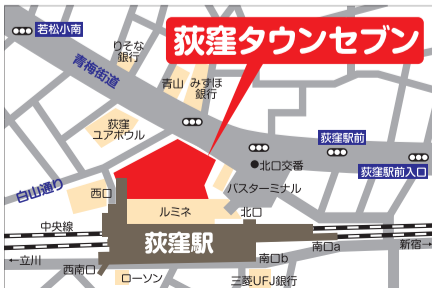 若松小南
りそな
銀行
荻窪タウンセブン
青梅街道
青山
みずほ
銀行
荻窪
ユアボウル
荻窪駅前
北口交番
荻窪駅前入口
白山通り
西口
バスターミナル
ルミネ
北口
中央線
荻窪駅
南口a
新宿→
←立川
西南口
南口b
ローソン
三菱UFJ銀行